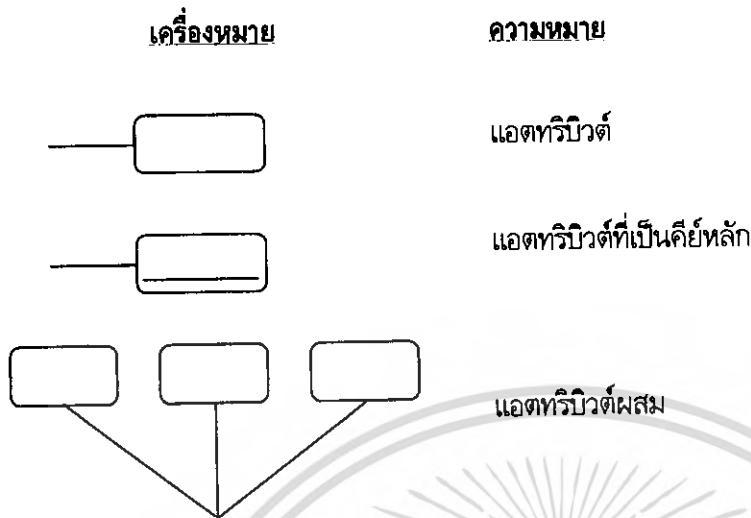 เครื่องหมาย ความหมาย
แอตทริบิวต์
แอตทริบิวต์ที่เป็นคีย์หลัก
แอตทริบิวต์ผสม